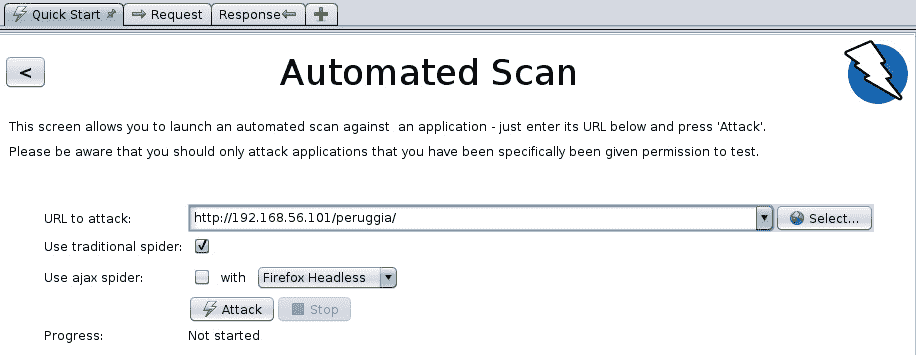 Quick Start Request Response
<
Automated Scan
This screen allows you to launch an automated scan against an application - just enter its URL below and press 'Attack'.
Please be aware that you should only attack applications that you have been specifically been given permission to test.
URL to attack: http://192.168.56.101/peruggia/ Select...
Use traditional spider:
Use ajax spider: with Firefox Headless
Attack Stop
Progress: Not started